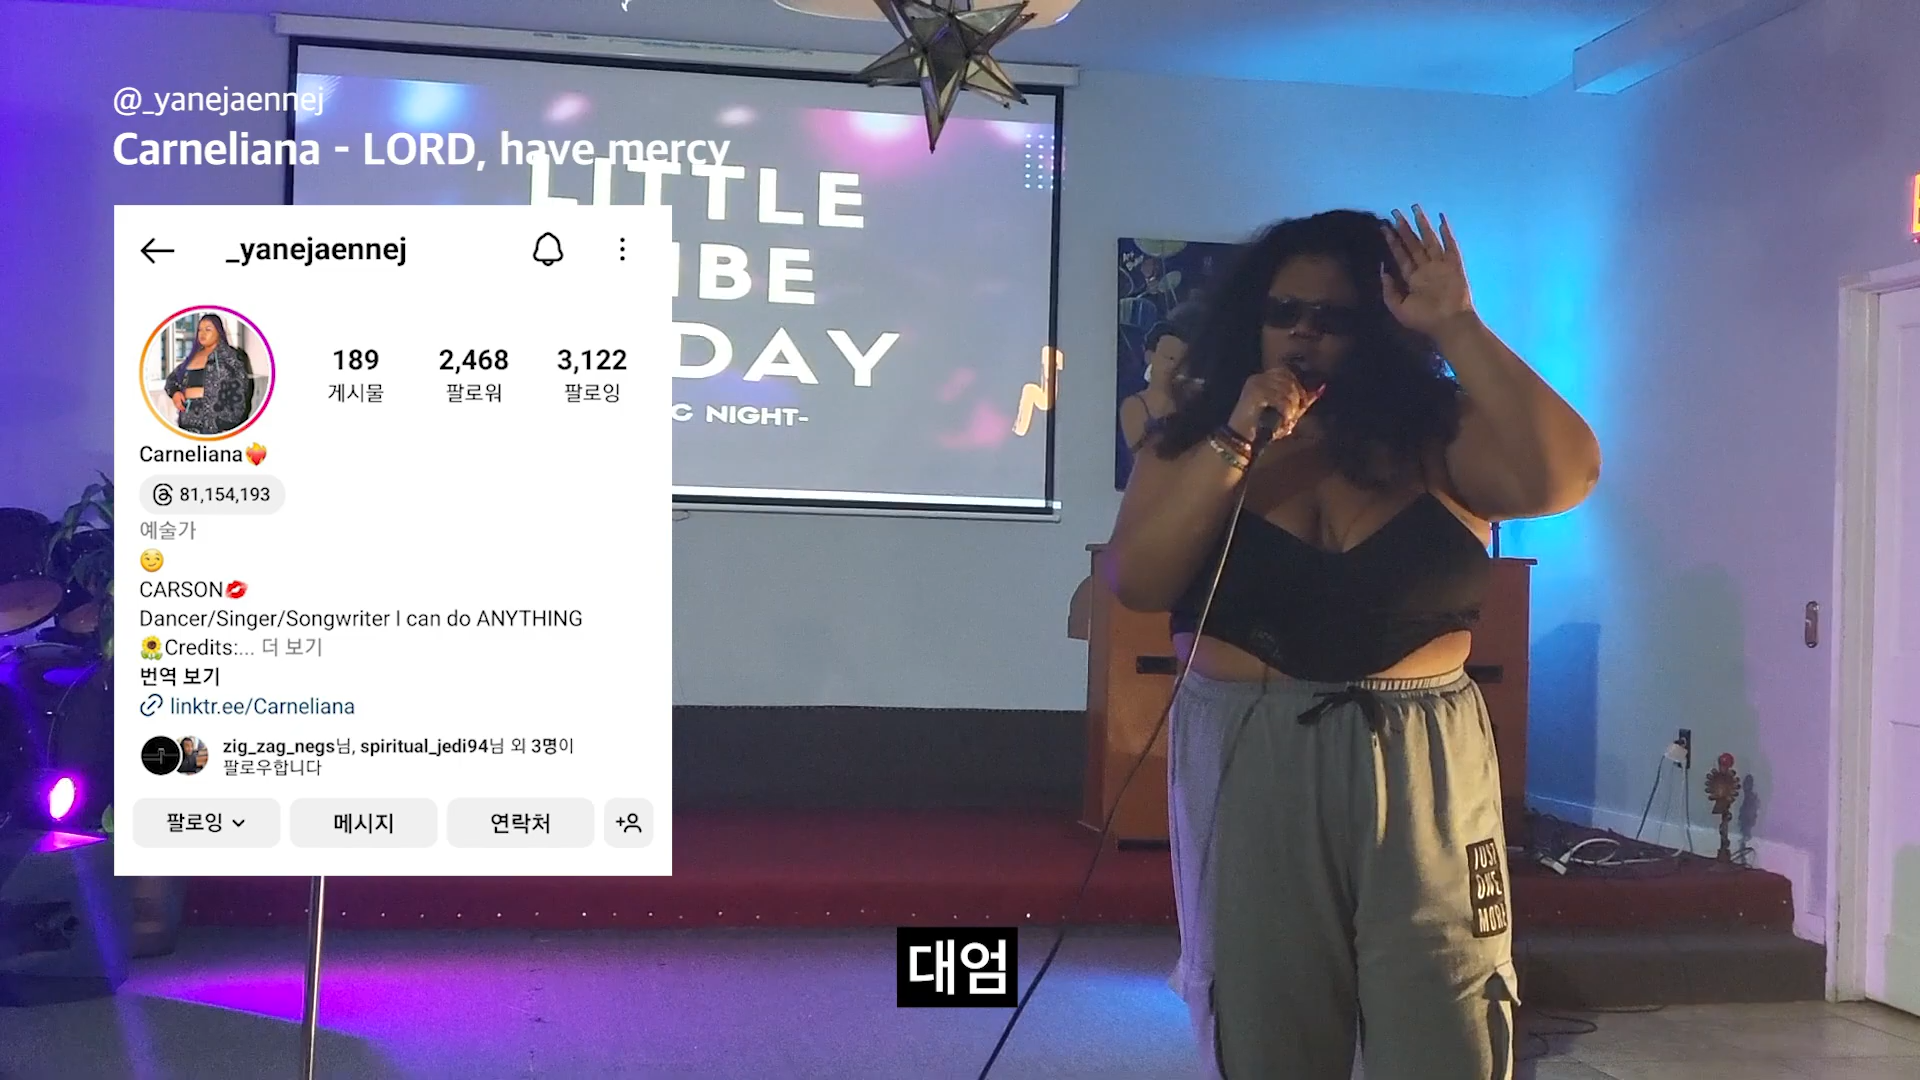 @_yanejaennej
Carneliana - LORD, have mercy
LITTLE
IBE
DAY
C NIGHT-
_yanejaennej
189
2,468
3,122
게시물
팔로워
팔로잉
Carneliana
81,154,193
예술가
CARSON
Dancer/Singer/Songwriter I can do ANYTHING
Credits:... 더 보기
번역 보기
linktr.ee/Carneliana
zig_zag_negs님, spiritual_jedi94님 외 3명이
팔로우합니다
팔로잉
메시지
연락처
JUST
ONE
MORE
대엄